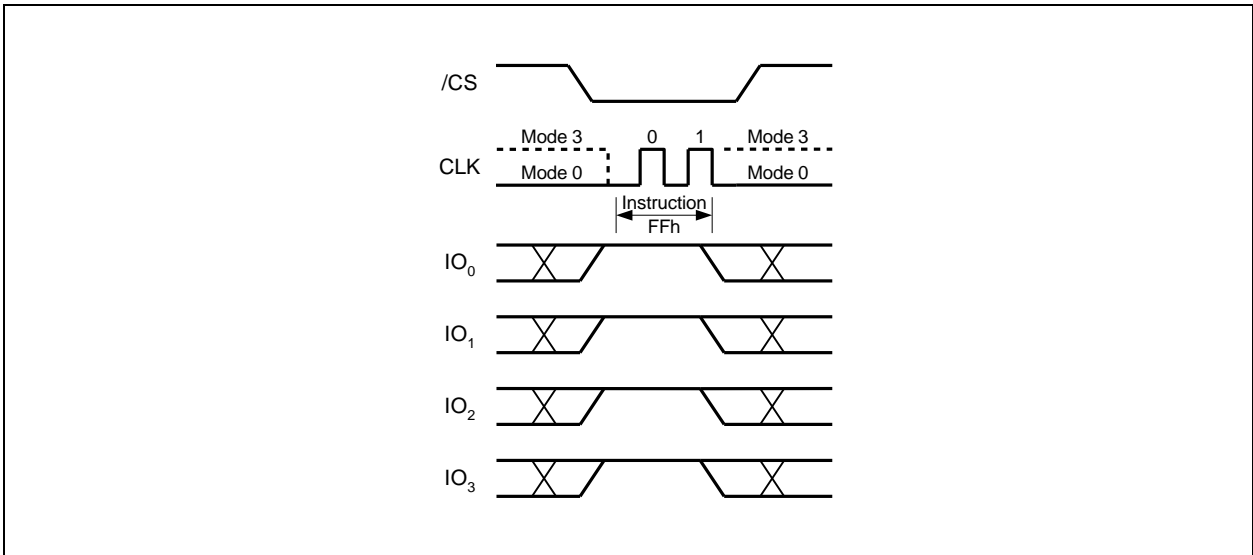 /CS
Mode 3 0 1 Mode 3
CLK
Mode 0 Mode 0
Instruction
FFh
IO0
IO1
IO2
IO3